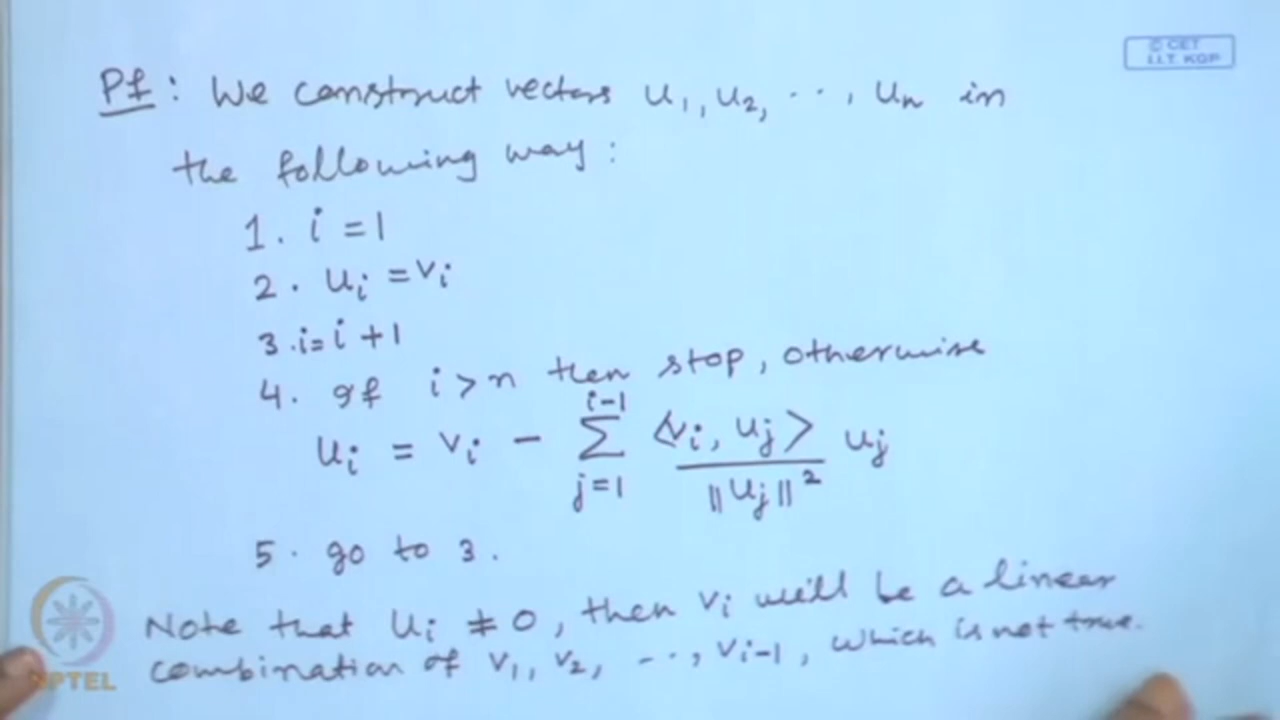 © CET
I.I.T. KGP
Pf : We construct vectors u₁, u₂, ..., uₙ in
the following way :
1. i = 1
2. uᵢ = vᵢ
3. i = i + 1
4. If i > n then stop, otherwise
uᵢ = vᵢ - ∑_{j=1}^{i-1} <vᵢ, uⱼ> / ||uⱼ||² uⱼ
5. go to 3.
Note that uᵢ ≠ 0, then vᵢ will be a linear
combination of v₁, v₂, ..., vᵢ₋₁, which is not true.
NPTEL